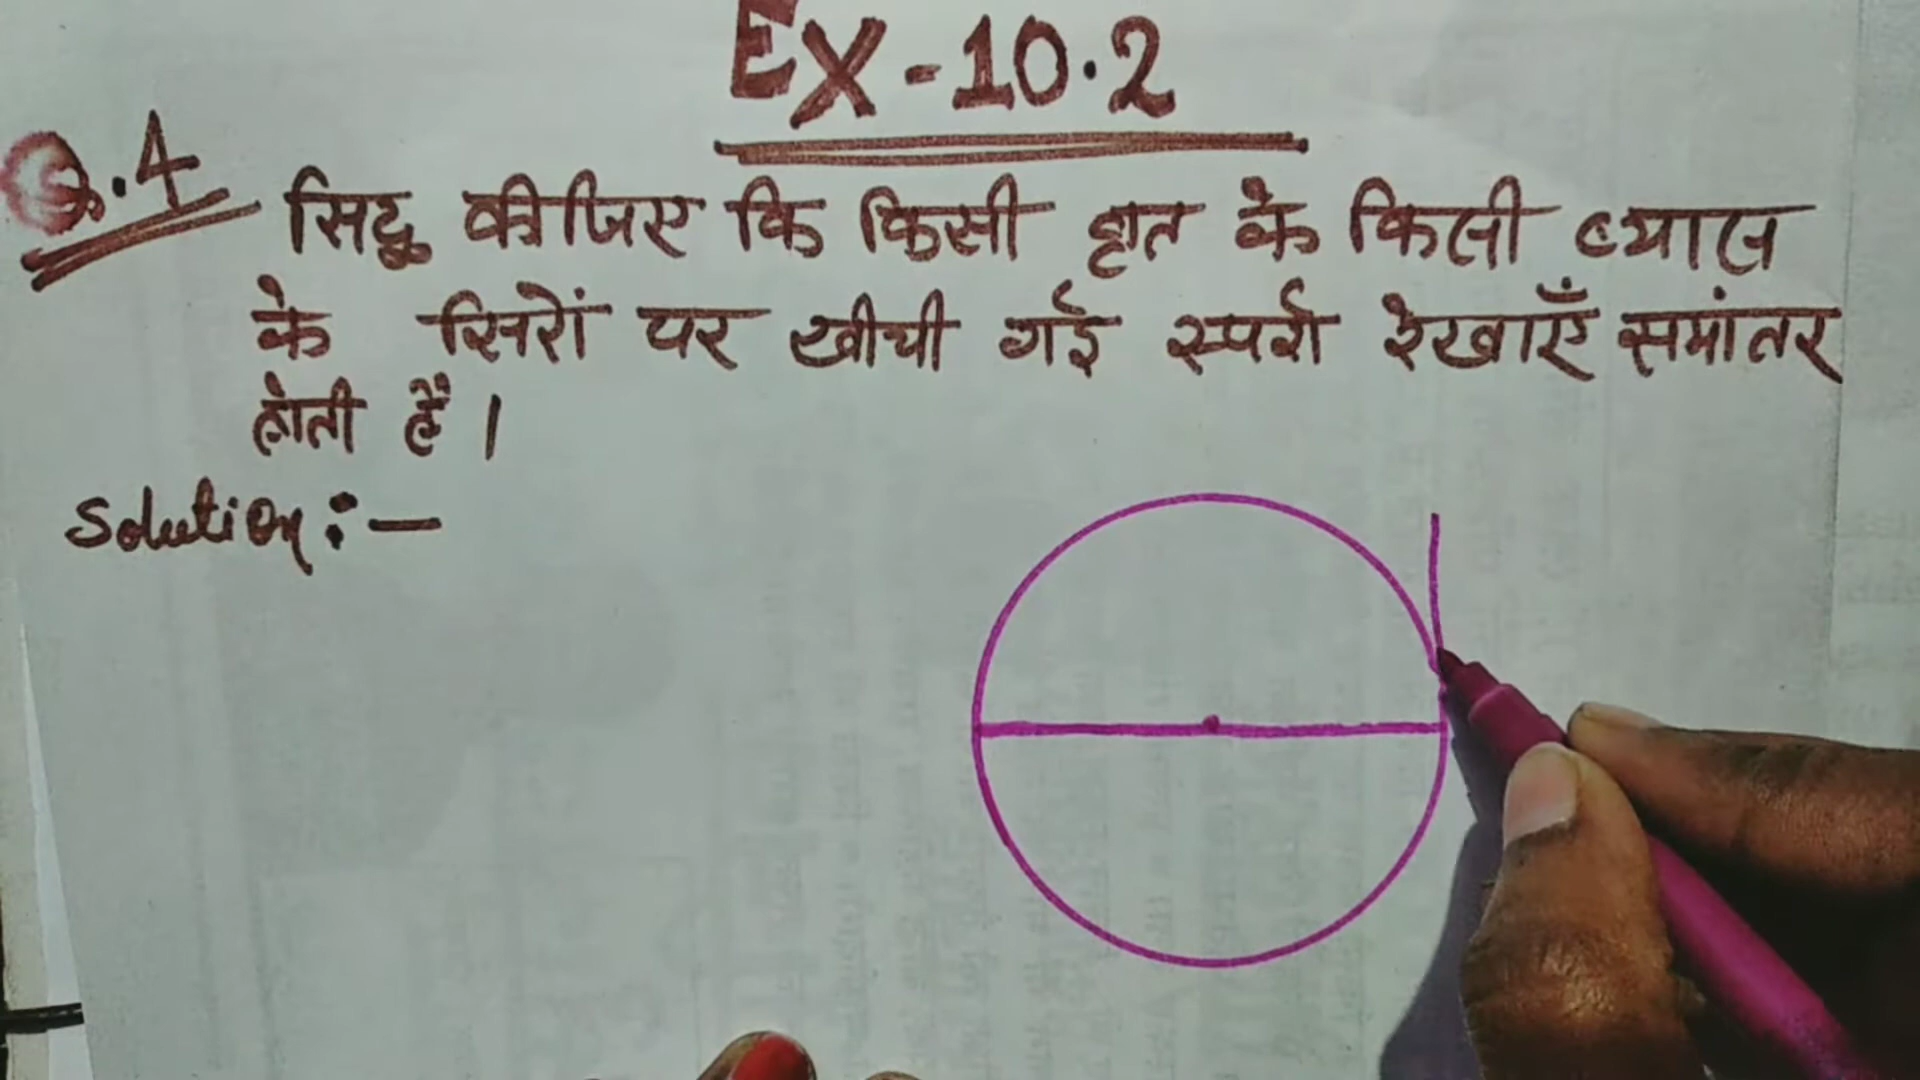 Ex-10.2
Q.4 सिद्ध कीजिए कि किसी वृत के किसी व्यास
के सिरों पर खीची गई स्पर्श रेखाएँ समांतर
होती हैं।
Solution:-